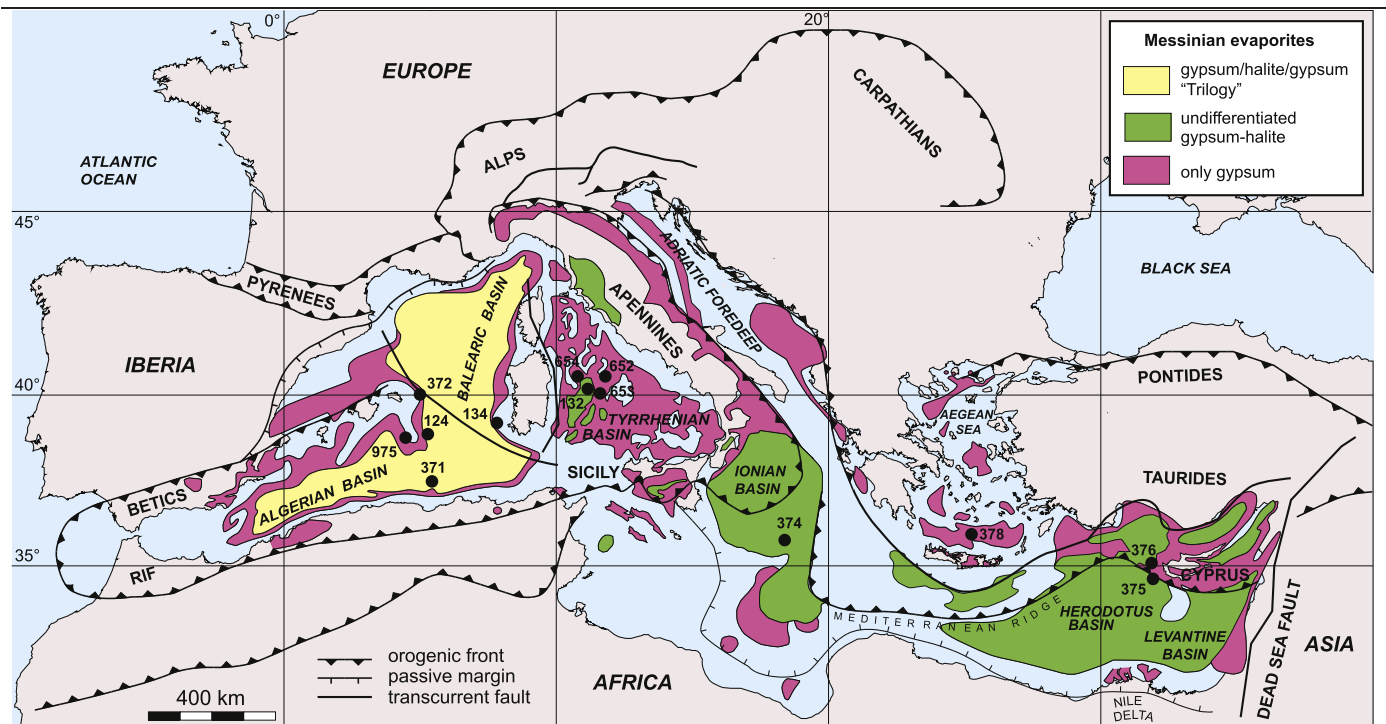 0°
20°
45°
40°
35°
Messinian evaporites
gypsum/halite/gypsum
“Trilogy”
undifferentiated
gypsum-halite
only gypsum
EUROPE
CARPATHIANS
ALPS
ATLANTIC
OCEAN
PYRENEES
ADRIATIC FOREDEEP
BLACK SEA
APENNINES
BALEARIC BASIN
IBERIA
PONTIDES
654
652
653
132
372
124
134
975
371
TYRRHENIAN
BASIN
AEGEAN
SEA
SICILY
IONIAN
BASIN
TAURIDES
ALGERIAN BASIN
BETICS
374
378
376
375
CYPRUS
RIF
MEDITERRANEAN RIDGE
HERODOTUS
BASIN
LEVANTINE
BASIN
DEAD SEA FAULT
ASIA
AFRICA
NILE
DELTA
orogenic front
passive margin
transcurrent fault
400 km